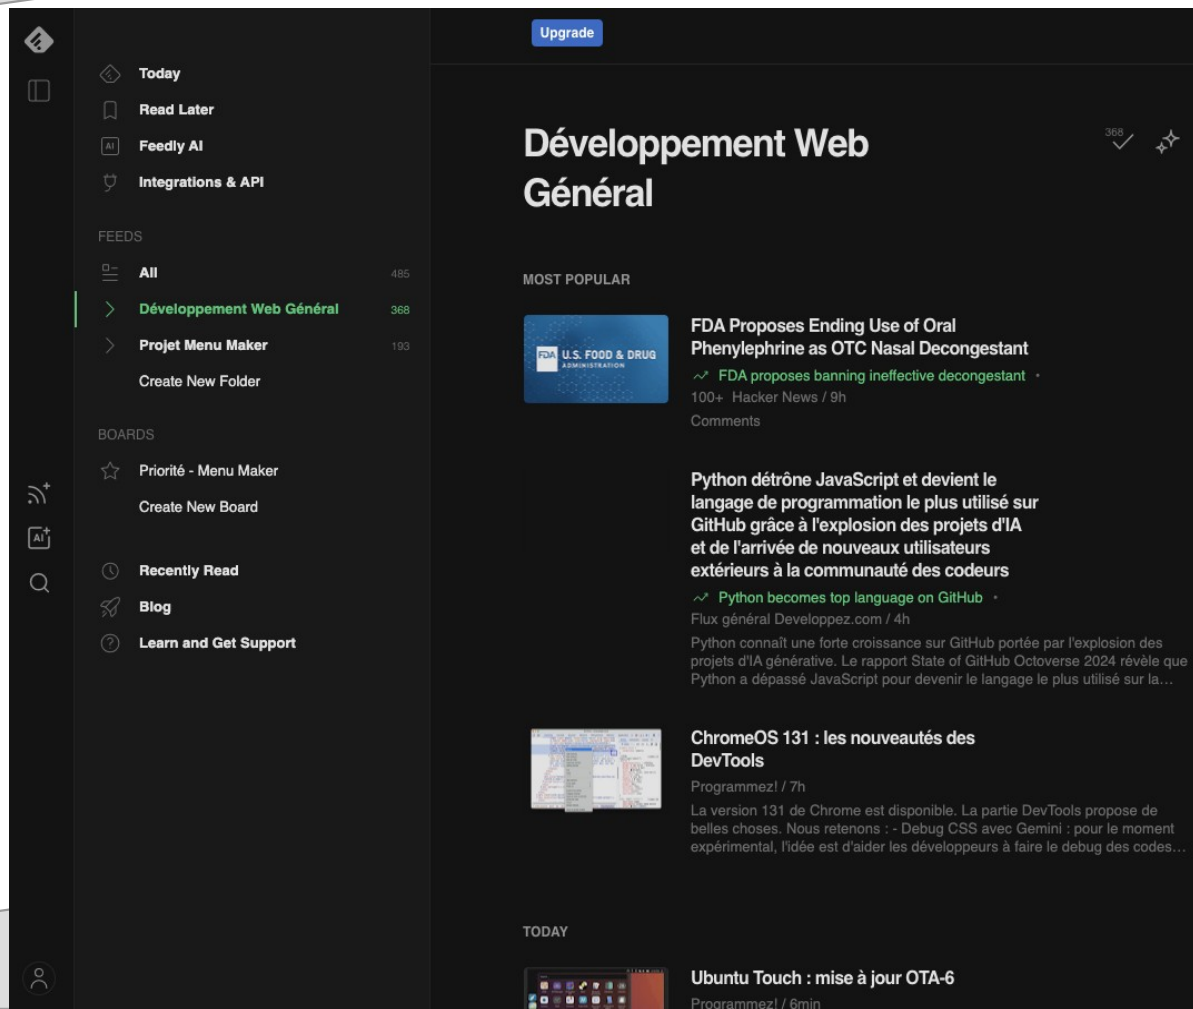 Upgrade
Today
Read Later
AI
Feedly AI
Integrations & API
FEEDS
All 485
Développement Web Général 368
Projet Menu Maker 193
Create New Folder
BOARDS
Priorité - Menu Maker
Create New Board
AI
Recently Read
Blog
Learn and Get Support
Développement Web
Général
368
MOST POPULAR
FDA U.S. FOOD & DRUG
ADMINISTRATION
FDA Proposes Ending Use of Oral
Phenylephrine as OTC Nasal Decongestant
FDA proposes banning ineffective decongestant •
100+ Hacker News / 9h
Comments
Python détrône JavaScript et devient le
langage de programmation le plus utilisé sur
GitHub grâce à l'explosion des projets d'IA
et de l'arrivée de nouveaux utilisateurs
extérieurs à la communauté des codeurs
Python becomes top language on GitHub •
Flux général Developpez.com / 4h
Python connaît une forte croissance sur GitHub portée par l'explosion des
projets d'IA générative. Le rapport State of GitHub Octoverse 2024 révèle que
Python a dépassé JavaScript pour devenir le langage le plus utilisé sur la…
ChromeOS 131 : les nouveautés des
DevTools
Programmez! / 7h
La version 131 de Chrome est disponible. La partie DevTools propose de
belles choses. Nous retenons : - Debug CSS avec Gemini : pour le moment
expérimental, l'idée est d'aider les développeurs à faire le debug des codes…
TODAY
Ubuntu Touch : mise à jour OTA-6
Programmez! / 6min